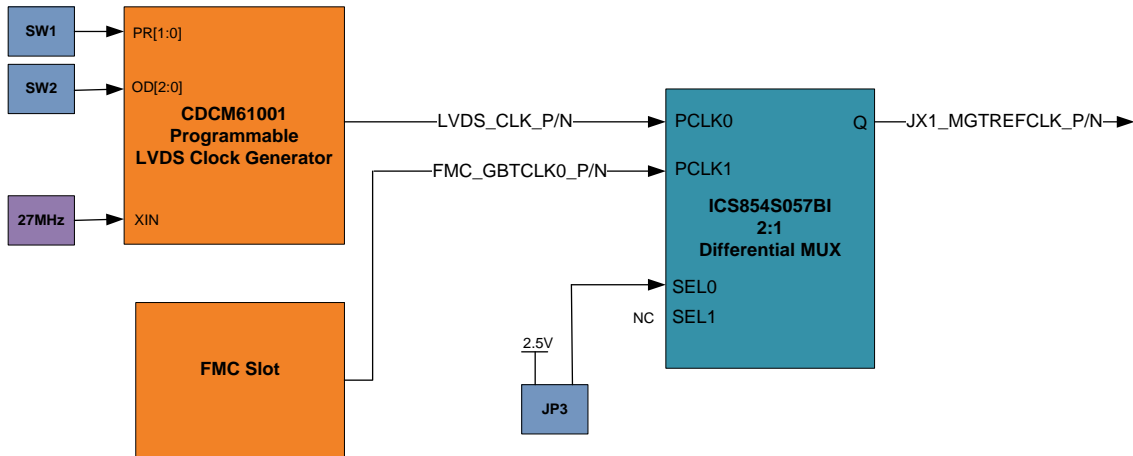 SW1
PR[1:0]
SW2
OD[2:0]
CDCM61001
Programmable
LVDS Clock Generator
27MHz
XIN
LVDS_CLK_P/N
FMC_GBTCLK0_P/N
PCLK0
Q
JX1_MGTREFCLK_P/N
PCLK1
ICS854S057BI
2:1
Differential MUX
SEL0
NC
SEL1
FMC Slot
2.5V
JP3